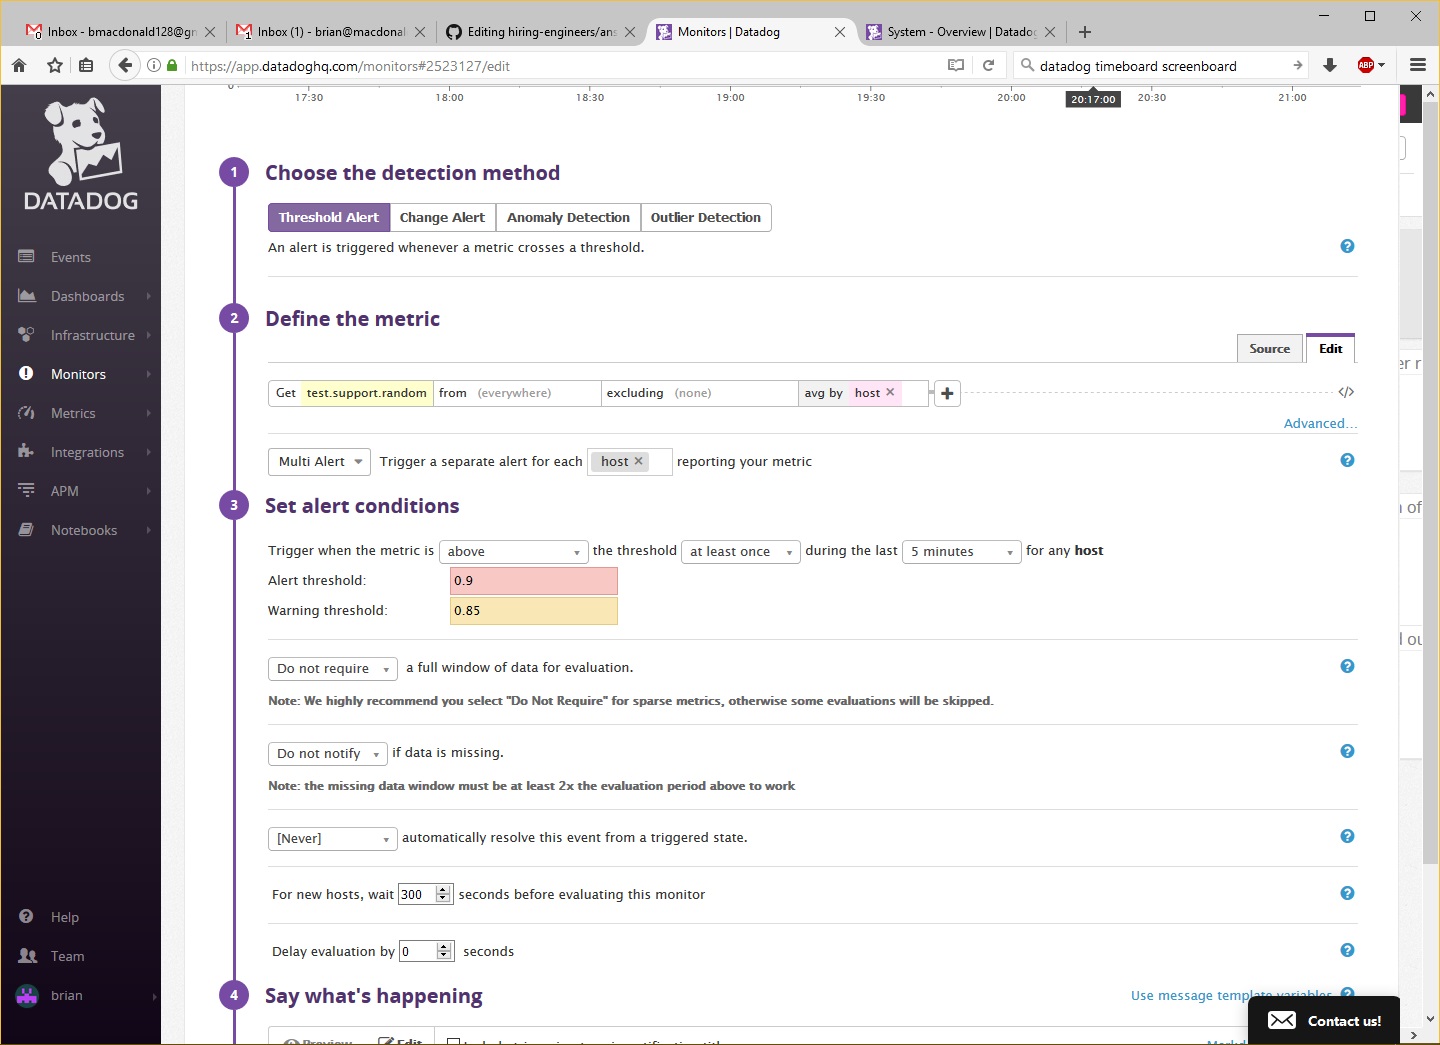 Inbox - bmacdonald128@gm
Inbox (1) - brian@macdonal
Editing hiring-engineers/ans
Monitors | Datadog
System - Overview | Datadog
https://app.datadoghq.com/monitors#2523127/edit
datadog timeboard screenboard
ABP
DATADOG
Events
Dashboards
Infrastructure
Monitors
Metrics
Integrations
APM
Notebooks
Help
Team
brian
0
17:30 18:00 18:30 19:00 19:30 20:00 20:17:00 20:30 21:00
1 Choose the detection method
Threshold Alert Change Alert Anomaly Detection Outlier Detection
An alert is triggered whenever a metric crosses a threshold.
2 Define the metric
Source Edit
Get test.support.random from (everywhere) excluding (none) avg by host
Advanced...
Multi Alert Trigger a separate alert for each host reporting your metric
3 Set alert conditions
Trigger when the metric is above the threshold at least once during the last 5 minutes for any host
Alert threshold: 0.9
Warning threshold: 0.85
Do not require a full window of data for evaluation.
Note: We highly recommend you select "Do Not Require" for sparse metrics, otherwise some evaluations will be skipped.
Do not notify if data is missing.
Note: the missing data window must be at least 2x the evaluation period above to work
[Never] automatically resolve this event from a triggered state.
For new hosts, wait 300 seconds before evaluating this monitor
Delay evaluation by 0 seconds
4 Say what's happening
Use message template variables
Preview Edit
Contact us!